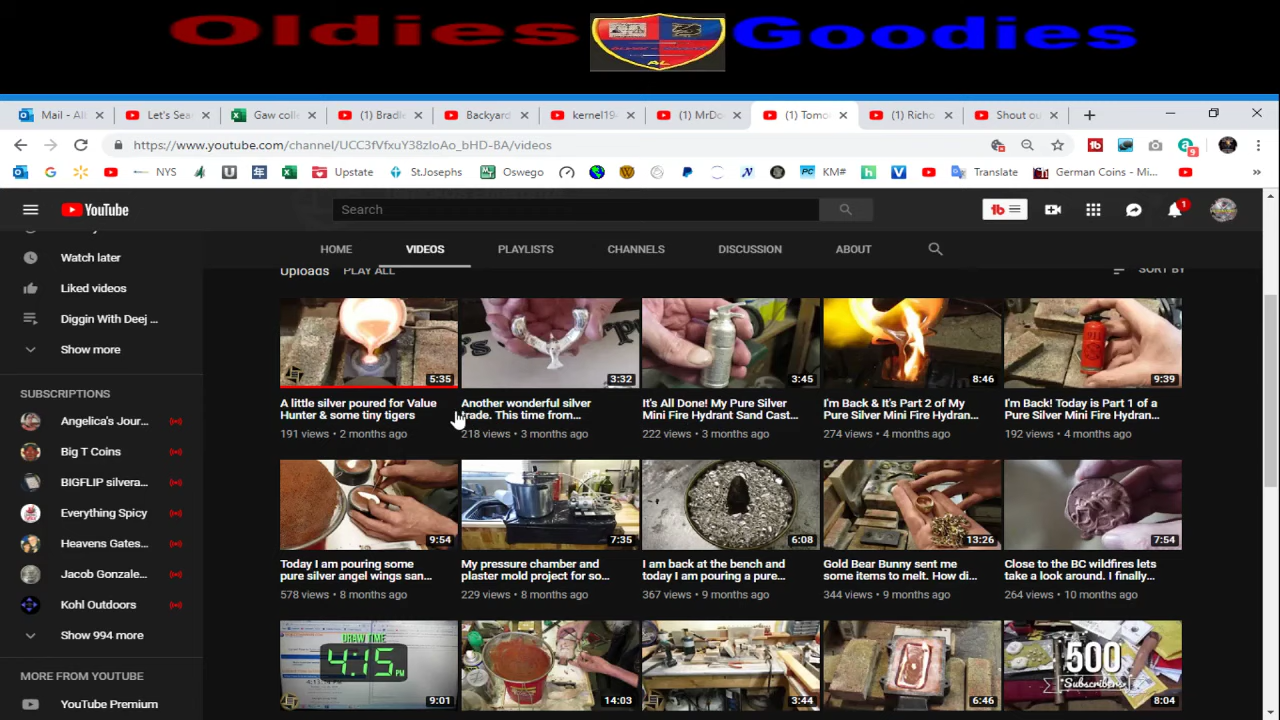 Oldies
Goodies
AL
Mail - Al
Let's Sea
Gaw coll
(1) Bradle
Backyard
kernel19
(1) MrDo
(1) Tomo
(1) Richo
Shout ou
https://www.youtube.com/channel/UCC3fVfxuY38zIoAo_bHD-BA/videos
9
NYS
Upstate
St.Josephs
Oswego
KM#
Translate
German Coins - Mi...
YouTube
Search
1
Watch later
Liked videos
Diggin With Deej ...
Show more
SUBSCRIPTIONS
Angelica's Jour...
Big T Coins
BIGFLIP silvera...
Everything Spicy
Heavens Gates...
Jacob Gonzale...
Kohl Outdoors
Show 994 more
MORE FROM YOUTUBE
YouTube Premium
HOME
VIDEOS
PLAYLISTS
CHANNELS
DISCUSSION
ABOUT
Uploads
PLAY ALL
SORT BY
5:35
3:32
3:45
8:46
9:39
A little silver poured for Value
Hunter & some tiny tigers
191 views • 2 months ago
Another wonderful silver
trade. This time from...
218 views • 3 months ago
It's All Done! My Pure Silver
Mini Fire Hydrant Sand Cast...
222 views • 3 months ago
I'm Back & It's Part 2 of My
Pure Silver Mini Fire Hydran...
274 views • 4 months ago
I'm Back! Today is Part 1 of a
Pure Silver Mini Fire Hydran...
192 views • 4 months ago
9:54
7:35
6:08
13:26
7:54
Today I am pouring some
pure silver angel wings san...
578 views • 8 months ago
My pressure chamber and
plaster mold project for so...
229 views • 8 months ago
I am back at the bench and
today I am pouring a pure...
367 views • 9 months ago
Gold Bear Bunny sent me
some items to melt. How di...
344 views • 9 months ago
Close to the BC wildfires lets
take a look around. I finally...
264 views • 10 months ago
DRAW TIME
4:15 PM
9:01
14:03
3:44
6:46
500
Subscribers
8:04